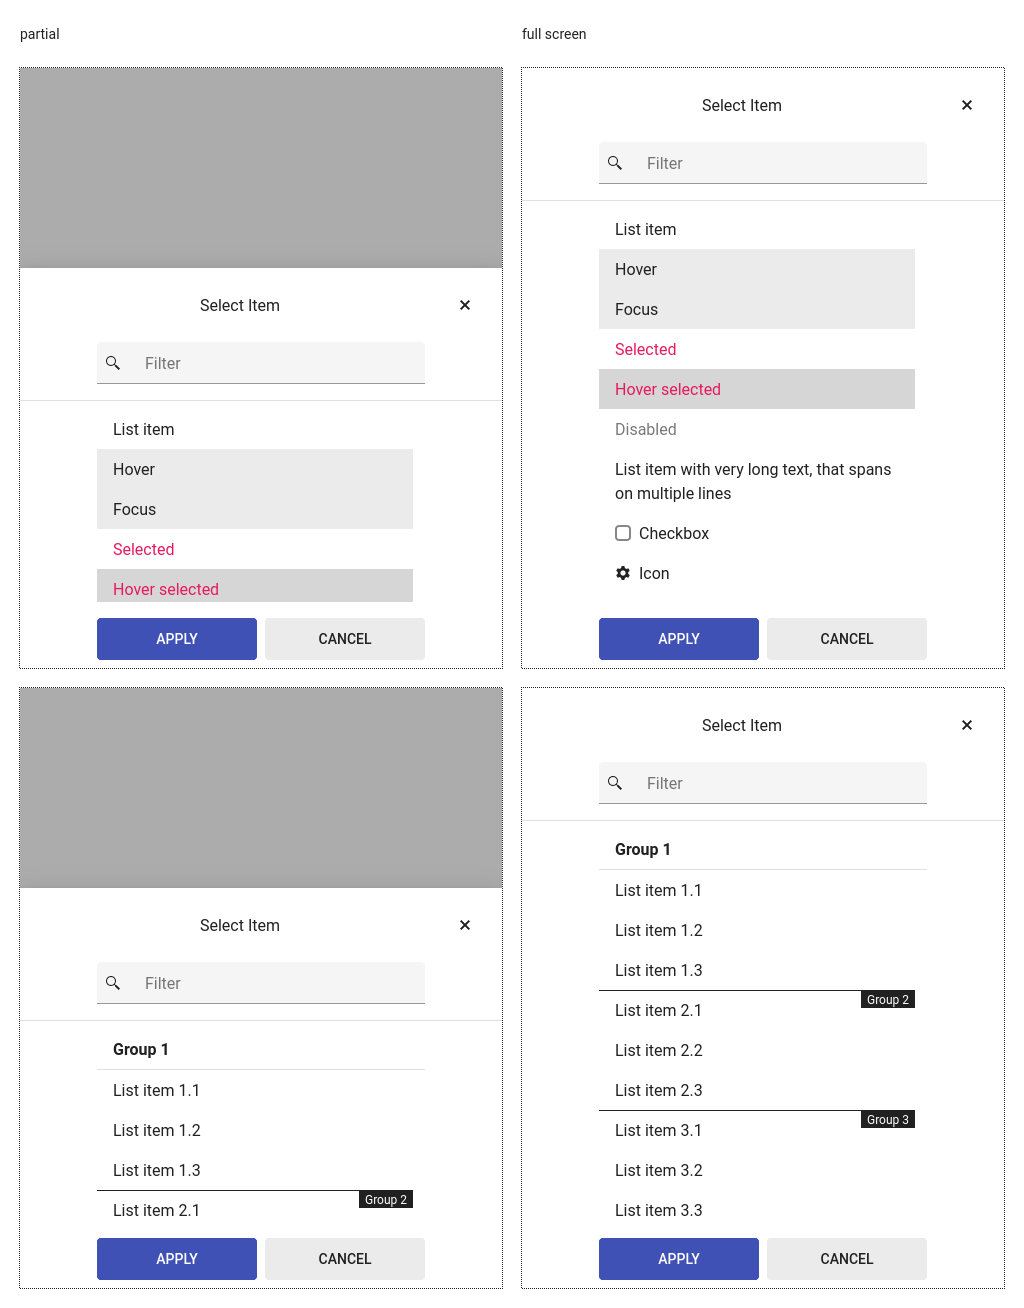 partial
Select Item
Filter
List item
Hover
Focus
Selected
Hover selected
APPLY CANCEL
full screen
Select Item
Filter
List item
Hover
Focus
Selected
Hover selected
Disabled
List item with very long text, that spans
on multiple lines
Checkbox
Icon
APPLY CANCEL
Select Item
Filter
Group 1
List item 1.1
List item 1.2
List item 1.3
Group 2
List item 2.1
APPLY CANCEL
Select Item
Filter
Group 1
List item 1.1
List item 1.2
List item 1.3
Group 2
List item 2.1
List item 2.2
List item 2.3
Group 3
List item 3.1
List item 3.2
List item 3.3
APPLY CANCEL